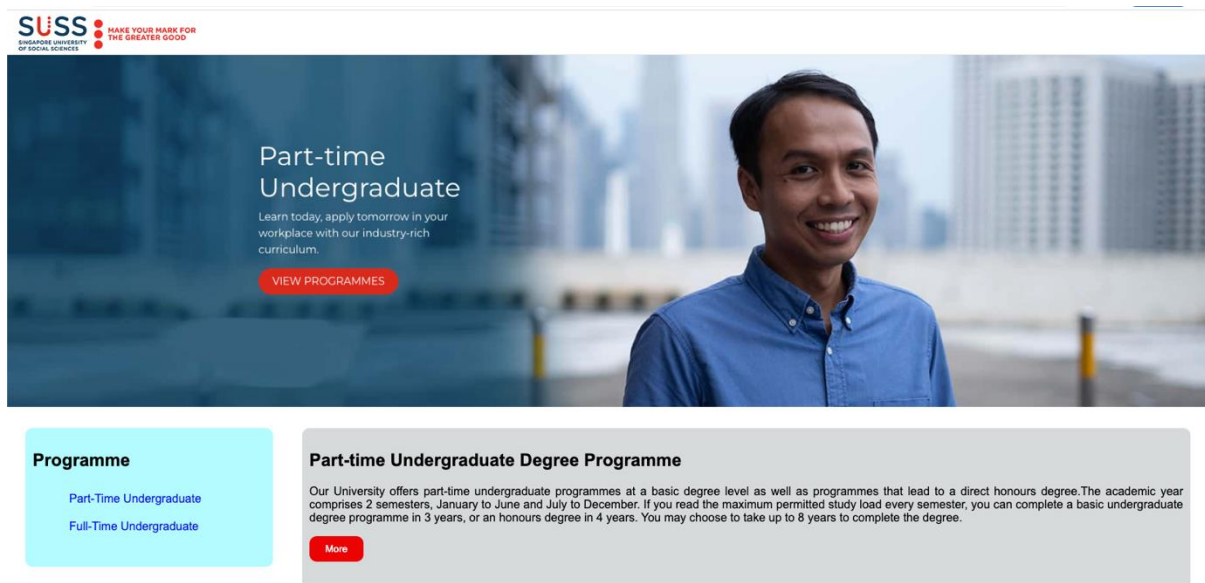 SUSS
SINGAPORE UNIVERSITY
OF SOCIAL SCIENCES
MAKE YOUR MARK FOR
THE GREATER GOOD
Part-time
Undergraduate
Learn today, apply tomorrow in your
workplace with our industry-rich
curriculum.
VIEW PROGRAMMES
Programme
Part-Time Undergraduate
Full-Time Undergraduate
Part-time Undergraduate Degree Programme
Our University offers part-time undergraduate programmes at a basic degree level as well as programmes that lead to a direct honours degree.The academic year
comprises 2 semesters, January to June and July to December. If you read the maximum permitted study load every semester, you can complete a basic undergraduate
degree programme in 3 years, or an honours degree in 4 years. You may choose to take up to 8 years to complete the degree.
More